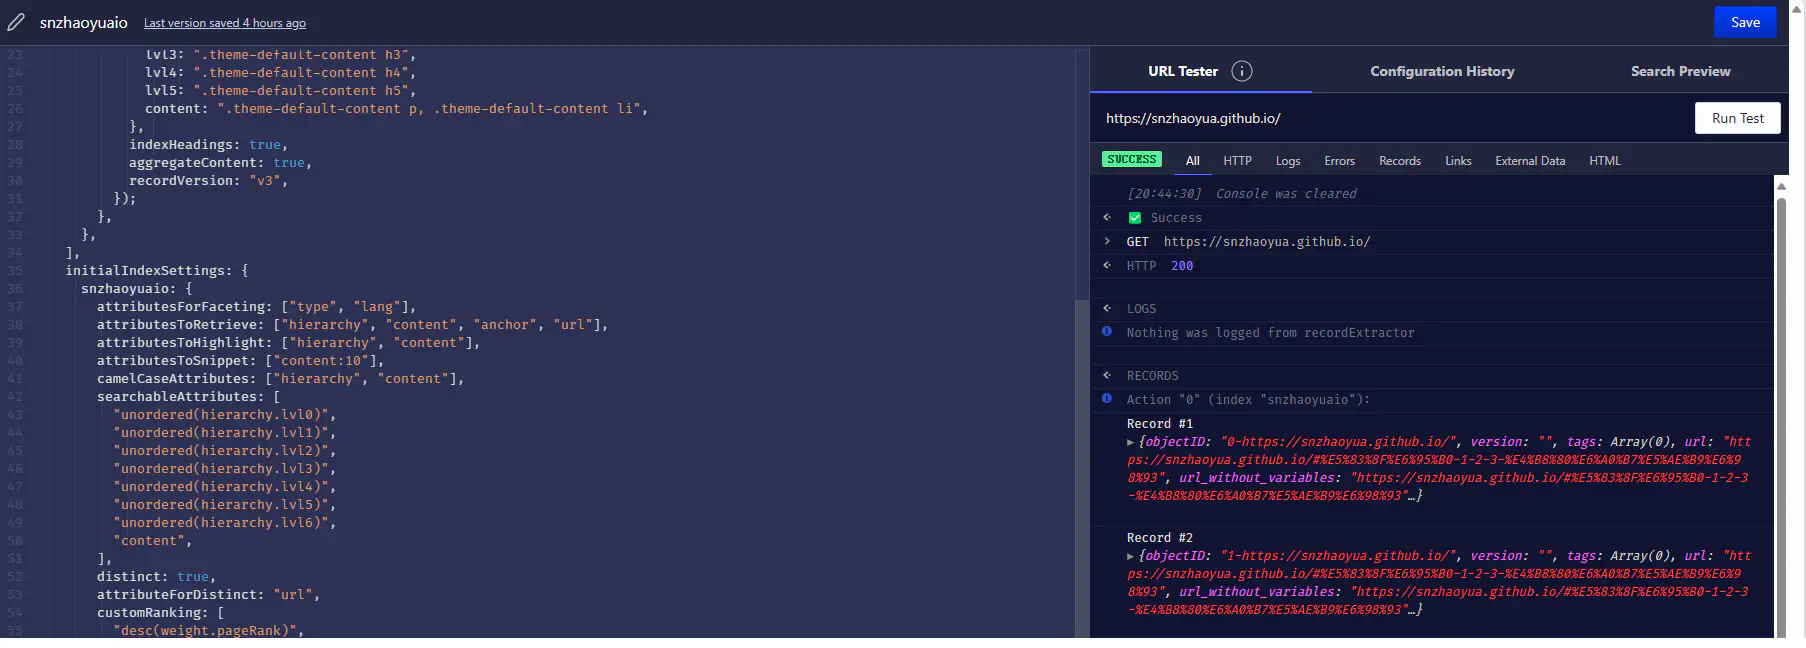 snzhaoyuaio Last version saved 4 hours ago Save
23 lvl3: ".theme-default-content h3",
24 lvl4: ".theme-default-content h4",
25 lvl5: ".theme-default-content h5",
26 content: ".theme-default-content p, .theme-default-content li",
27 },
28 indexHeadings: true,
29 aggregateContent: true,
30 recordVersion: "v3",
31 });
32 },
33 },
34 ],
35 initialIndexSettings: {
36 snzhaoyuaio: {
37 attributesForFaceting: ["type", "lang"],
38 attributesToRetrieve: ["hierarchy", "content", "anchor", "url"],
39 attributesToHighlight: ["hierarchy", "content"],
40 attributesToSnippet: ["content:10"],
41 camelCaseAttributes: ["hierarchy", "content"],
42 searchableAttributes: [
43 "unordered(hierarchy.lvl0)",
44 "unordered(hierarchy.lvl1)",
45 "unordered(hierarchy.lvl2)",
46 "unordered(hierarchy.lvl3)",
47 "unordered(hierarchy.lvl4)",
48 "unordered(hierarchy.lvl5)",
49 "unordered(hierarchy.lvl6)",
50 "content",
51 ],
52 distinct: true,
53 attributeForDistinct: "url",
54 customRanking: [
55 "desc(weight.pageRank)",
URL Tester Configuration History Search Preview
https://snzhaoyua.github.io/ Run Test
SUCCESS All HTTP Logs Errors Records Links External Data HTML
[20:44:30] Console was cleared
Success
GET https://snzhaoyua.github.io/
HTTP 200
LOGS
Nothing was logged from recordExtractor
RECORDS
Action "0" (index "snzhaoyuaio"):
Record #1
{objectID: "0-https://snzhaoyua.github.io/", version: "", tags: Array(0), url: "htt
ps://snzhaoyua.github.io/#%E5%83%8F%E6%95%B0-1-2-3-%E4%B8%80%E6%A0%B7%E5%AE%B9%E6%9
8%93", url_without_variables: "https://snzhaoyua.github.io/#%E5%83%8F%E6%95%B0-1-2-3
-%E4%B8%80%E6%A0%B7%E5%AE%B9%E6%98%93"…}
Record #2
{objectID: "1-https://snzhaoyua.github.io/", version: "", tags: Array(0), url: "htt
ps://snzhaoyua.github.io/#%E5%83%8F%E6%95%B0-1-2-3-%E4%B8%80%E6%A0%B7%E5%AE%B9%E6%9
8%93", url_without_variables: "https://snzhaoyua.github.io/#%E5%83%8F%E6%95%B0-1-2-3
-%E4%B8%80%E6%A0%B7%E5%AE%B9%E6%98%93"…}